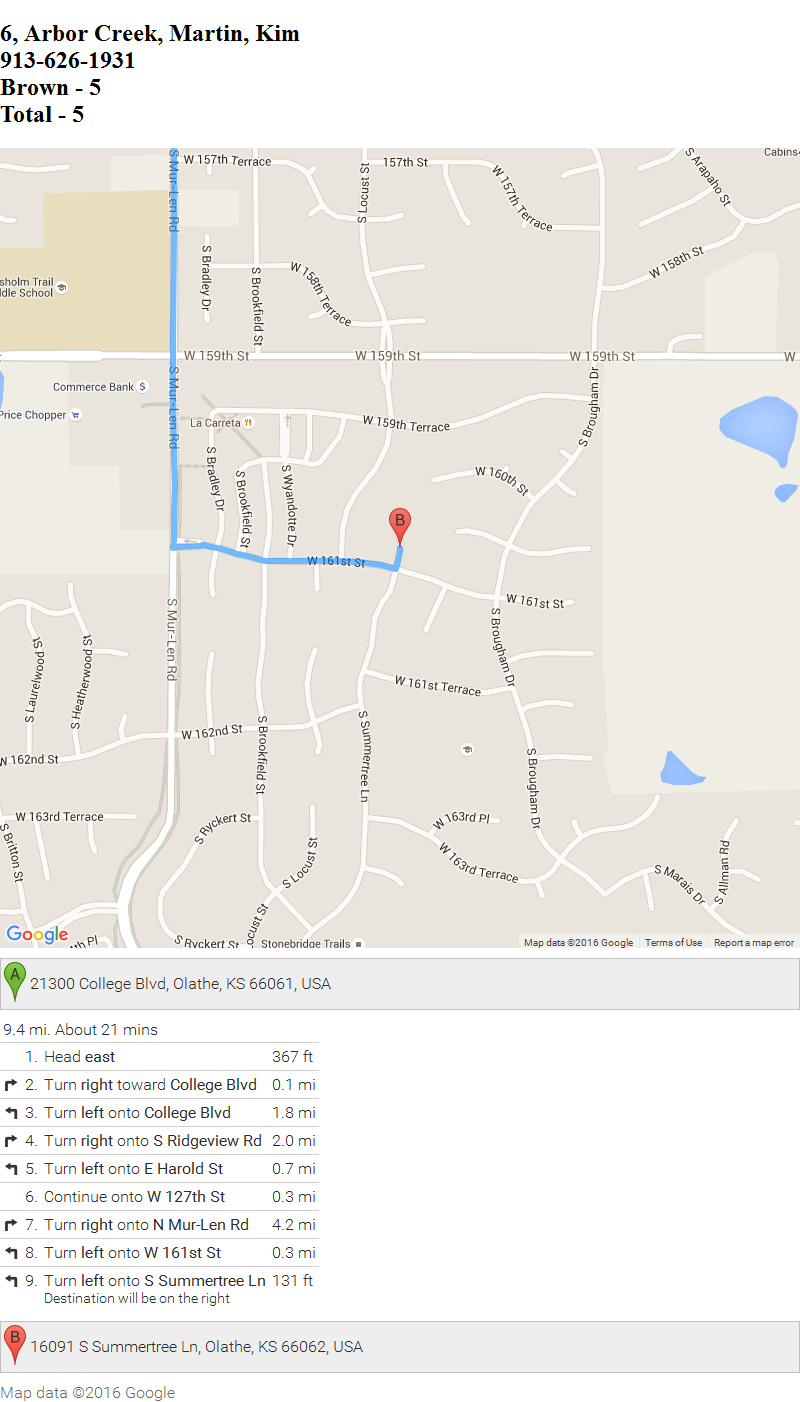 6, Arbor Creek, Martin, Kim
913-626-1931
Brown - 5
Total - 5
S Mur-Len Rd
W 157th Terrace
157th St
S Locust St
W 157th Terrace
S Arapaho St
Cabins
S Bradley Dr
S Brookfield St
W 158th Terrace
W 158th St
sholm Trail
ddle School
W 159th St
W 159th St
W 159th St
W
Commerce Bank
Price Chopper
S Mur-Len Rd
La Carreta
W 159th Terrace
S Brougham Dr
S Bradley Dr
S Brookfield St
S Wyandotte Dr
W 160th St
B
W 161st St
W 161st St
S Mur-Len Rd
S Laurelwood St
S Heatherwood St
S Brougham Dr
W 161st Terrace
W 162nd St
W 162nd St
S Brookfield St
S Summertree Ln
S Brougham Dr
W 163rd Terrace
S Britton St
S Ryckert St
S Locust St
W 163rd Pl
W 163rd Terrace
S Marais Dr
S Allman Rd
Google
4th Pl
S Ryckert St
ocust St
Stonebridge Trails
Map data ©2016 Google
Terms of Use
Report a map error
A 21300 College Blvd, Olathe, KS 66061, USA
9.4 mi. About 21 mins
1. Head east 367 ft
2. Turn right toward College Blvd 0.1 mi
3. Turn left onto College Blvd 1.8 mi
4. Turn right onto S Ridgeview Rd 2.0 mi
5. Turn left onto E Harold St 0.7 mi
6. Continue onto W 127th St 0.3 mi
7. Turn right onto N Mur-Len Rd 4.2 mi
8. Turn left onto W 161st St 0.3 mi
9. Turn left onto S Summertree Ln 131 ft
Destination will be on the right
B 16091 S Summertree Ln, Olathe, KS 66062, USA
Map data ©2016 Google